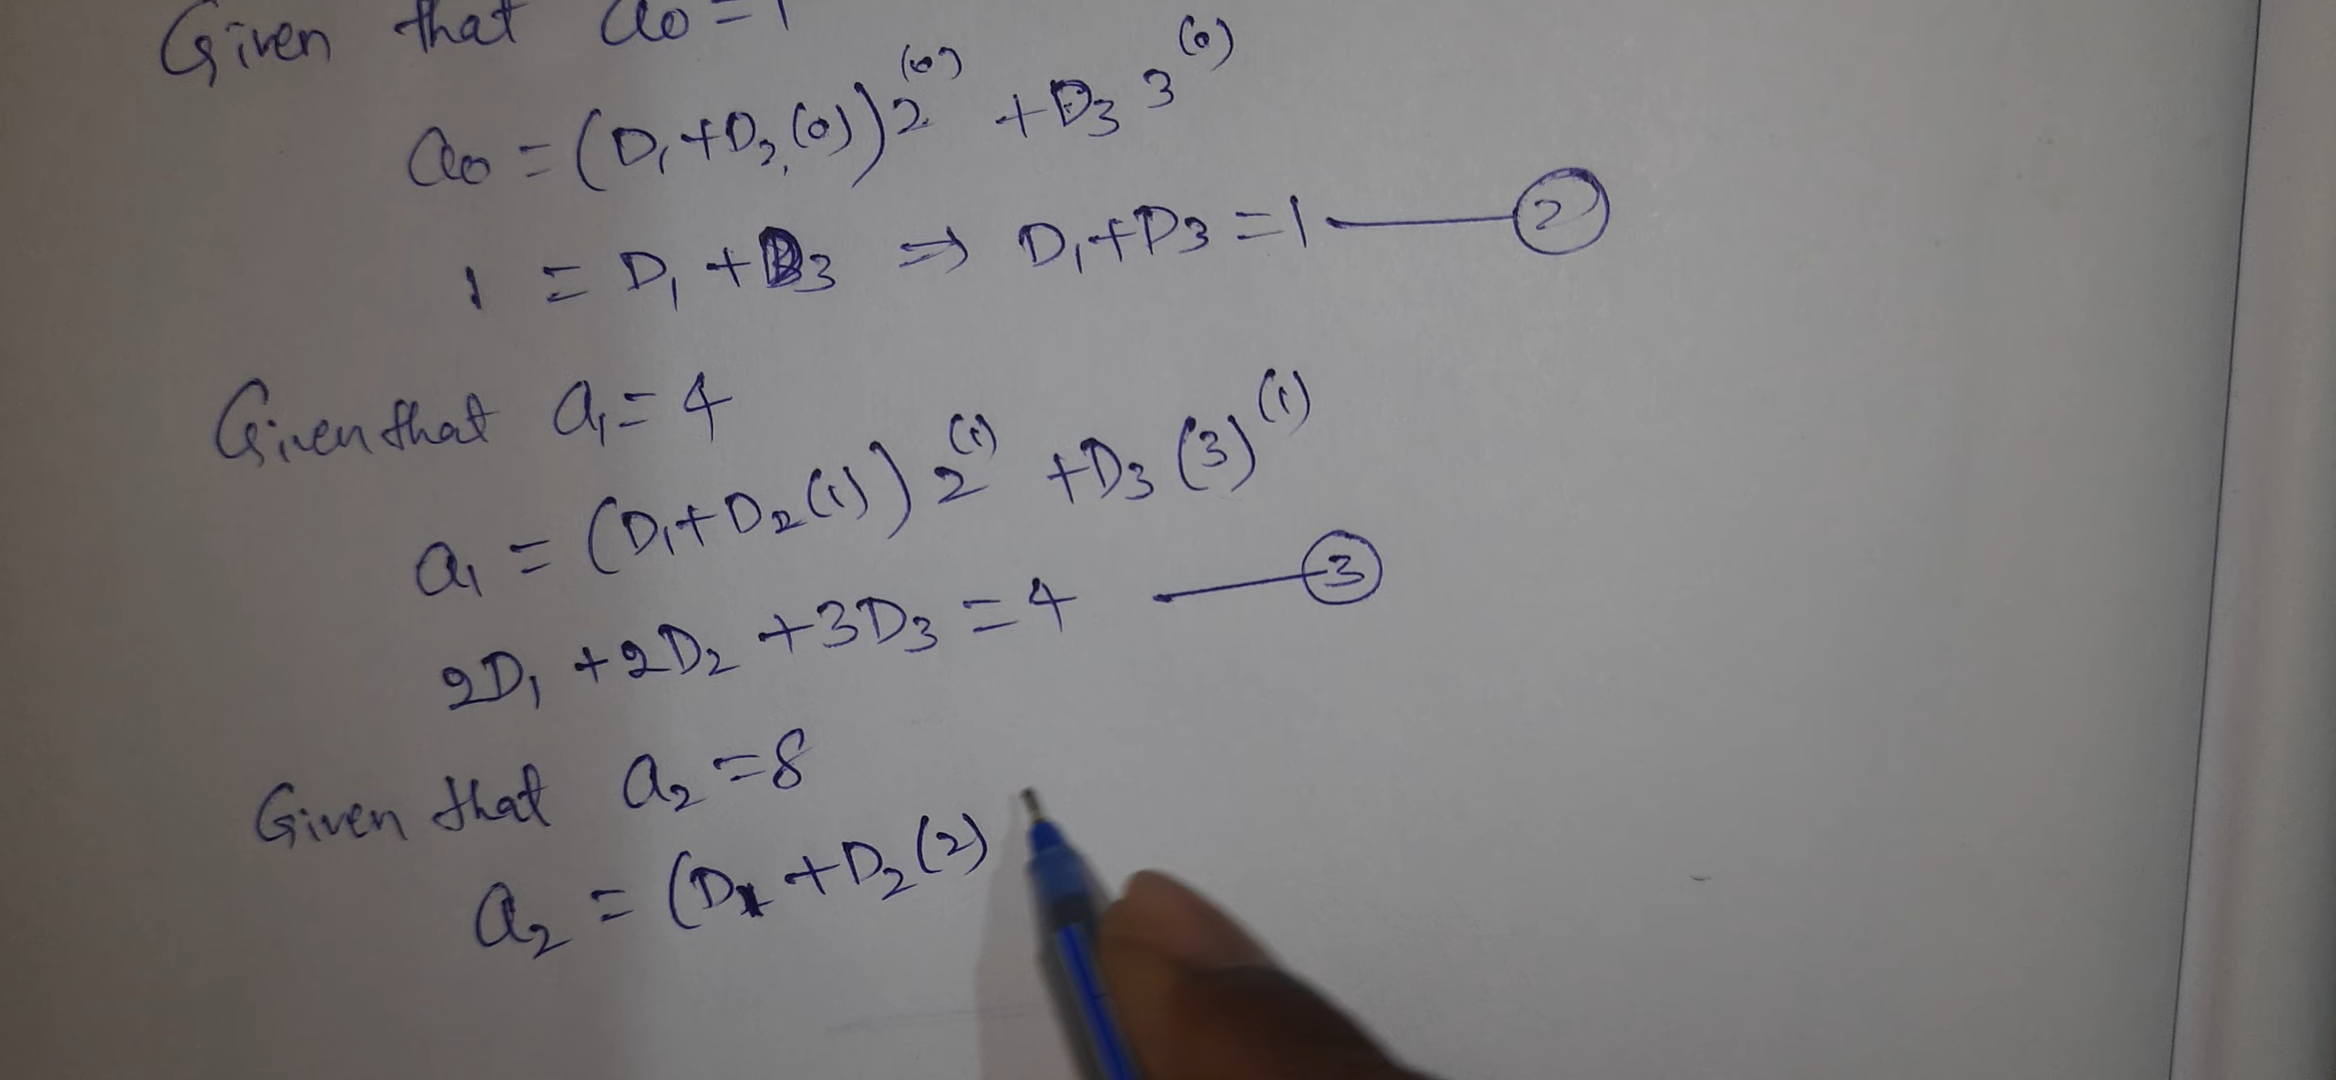 Given that a₀ = 1
a₀ = (D₁+D₂(0))2⁽⁰⁾ + D₃ 3⁽⁰⁾
1 = D₁ + D₃ ⇒ D₁+D₃ = 1 — ②
Given that a₁ = 4
a₁ = (D₁+D₂(1)) 2⁽¹⁾ + D₃ (3)⁽¹⁾
2D₁ + 2D₂ + 3D₃ = 4 — ③
Given that a₂ = 8
a₂ = (D₁ + D₂(2)